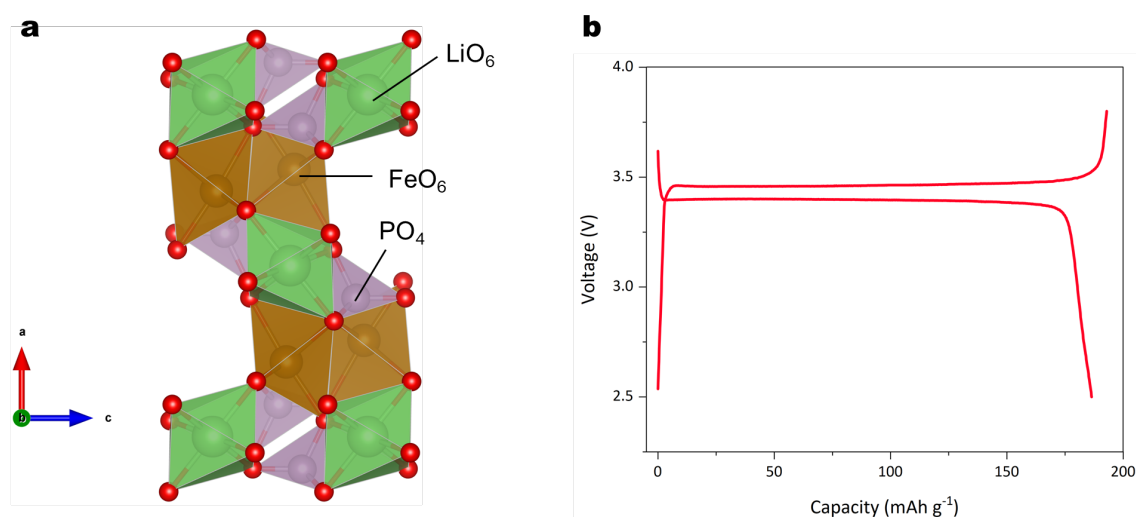 a
LiO₆
FeO₆
PO₄
a
b
c
b
4.0
3.5
3.0
2.5
Voltage (V)
0
50
100
150
200
Capacity (mAh g⁻¹)